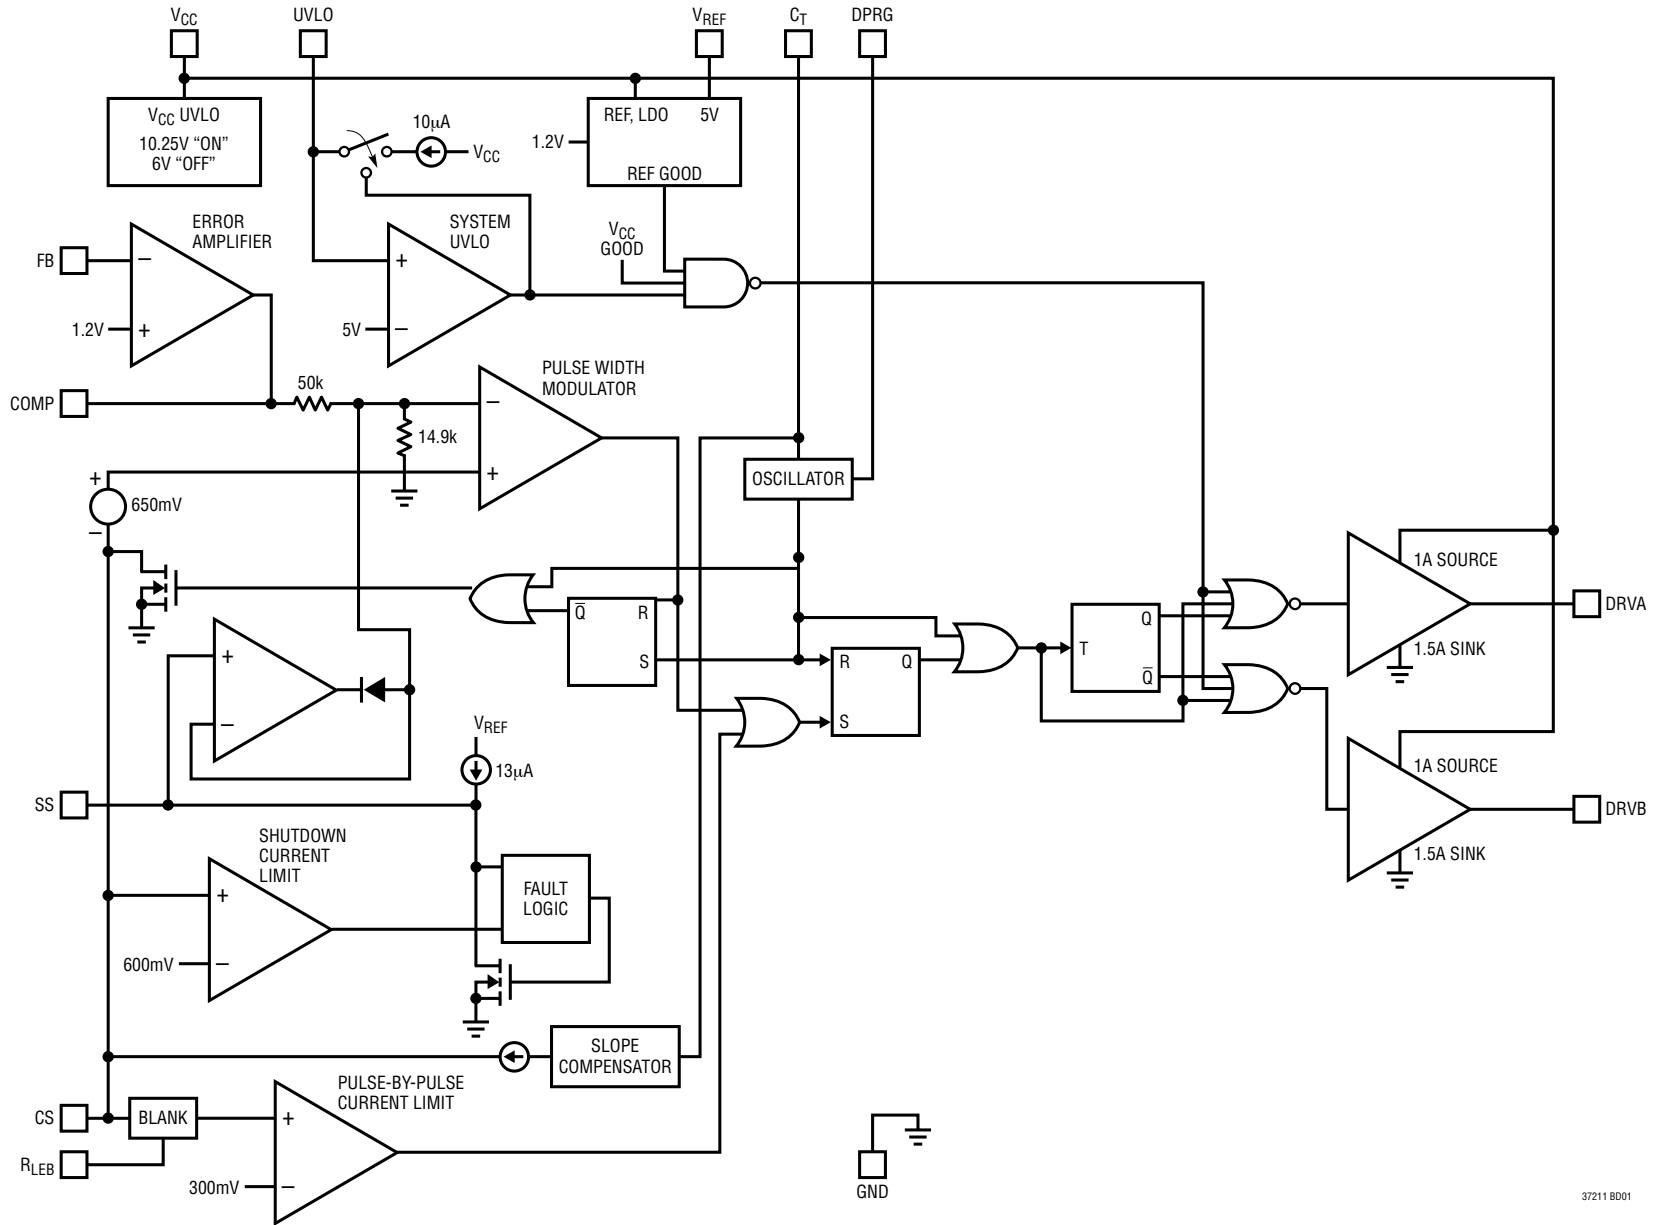 VCC
UVLO
VREF
CT
DPRG
VCC UVLO
10.25V “ON”
6V “OFF”
10µA
VCC
1.2V
REF, LDO
5V
REF GOOD
ERROR
AMPLIFIER
FB
−
+
1.2V
SYSTEM
UVLO
+
5V
−
VCC
GOOD
PULSE WIDTH
MODULATOR
COMP
50k
14.9k
−
+
+
650mV
−
OSCILLATOR
1A SOURCE
DRVA
1.5A SINK
Q̅
R
S
R
Q
S
T
Q
Q̅
+
−
VREF
13µA
1A SOURCE
DRVB
1.5A SINK
SS
SHUTDOWN
CURRENT
LIMIT
+
600mV
−
FAULT
LOGIC
SLOPE
COMPENSATOR
PULSE-BY-PULSE
CURRENT LIMIT
CS
BLANK
+
RLEB
300mV
−
GND
37211 BD01